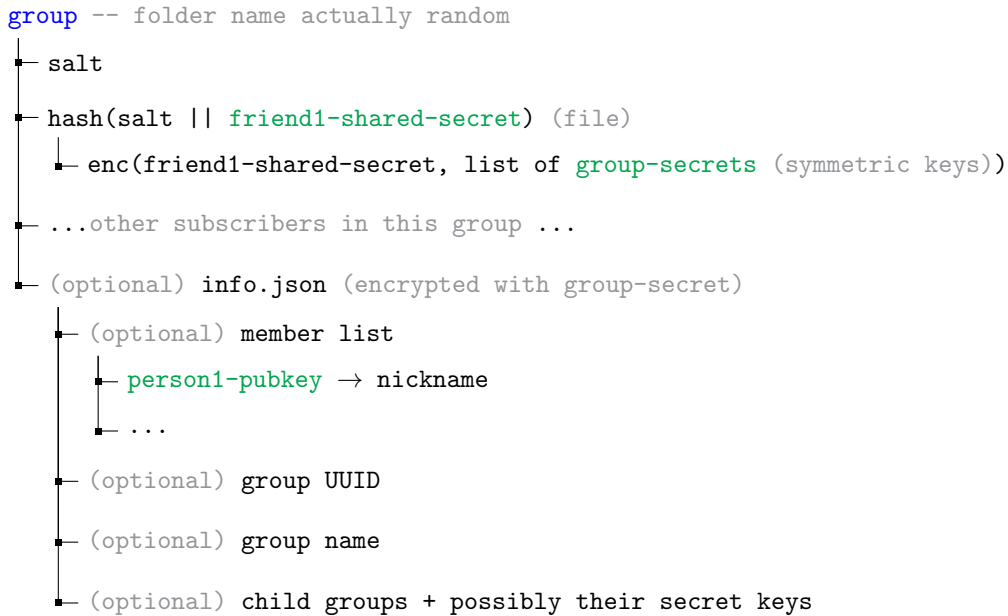 group -- folder name actually random
salt
hash(salt || friend1-shared-secret) (file)
enc(friend1-shared-secret, list of group-secrets (symmetric keys))
...other subscribers in this group ...
(optional) info.json (encrypted with group-secret)
(optional) member list
person1-pubkey → nickname
...
(optional) group UUID
(optional) group name
(optional) child groups + possibly their secret keys